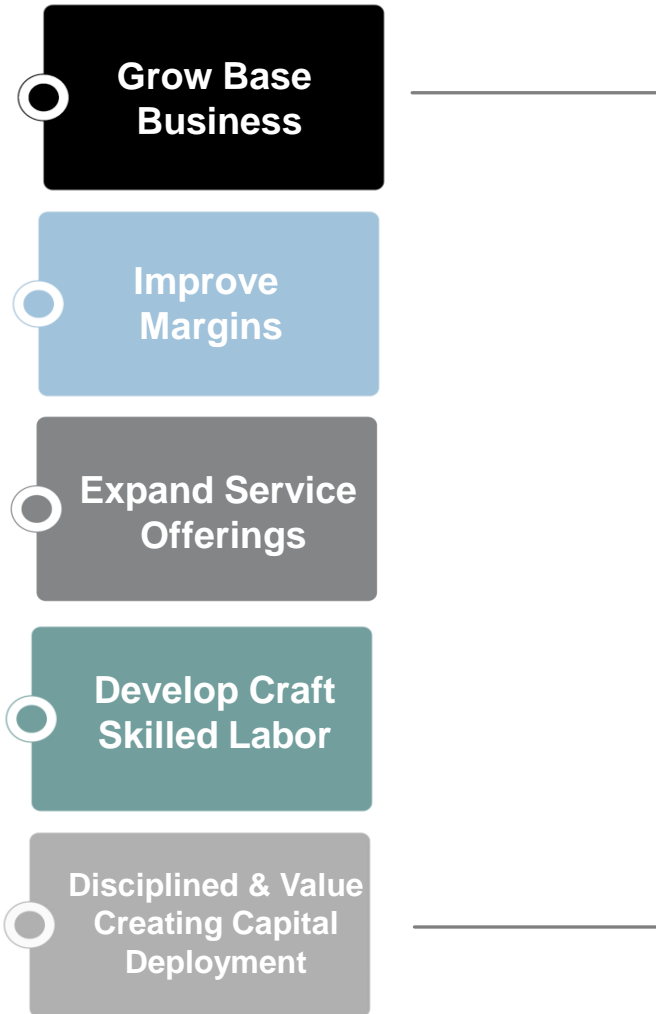 Grow Base
Business
Improve
Margins
Expand Service
Offerings
Develop Craft
Skilled Labor
Disciplined & Value
Creating Capital
Deployment